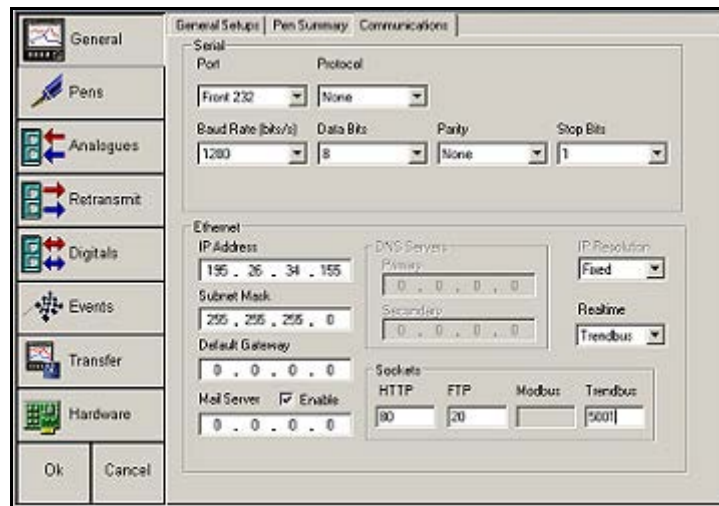 General
Pens
Analogues
Retransmit
Digitals
Events
Transfer
Hardware
Ok Cancel
General Setups Pen Summary Communications
Serial
Port Protocol
Front 232 None
Baud Rate (bits/s) Data Bits Parity Stop Bits
1200 8 None 1
Ethernet
IP Address DNS Servers IP Resolution
Primary
195 . 26 . 34 . 155 0 . 0 . 0 . 0 Fixed
Subnet Mask Secondary Realtime
255 . 255 . 255 . 0 0 . 0 . 0 . 0 Trendbus
Default Gateway
0 . 0 . 0 . 0
Sockets
Mail Server Enable HTTP FTP Modbus Trendbus
0 . 0 . 0 . 0 80 20 5001